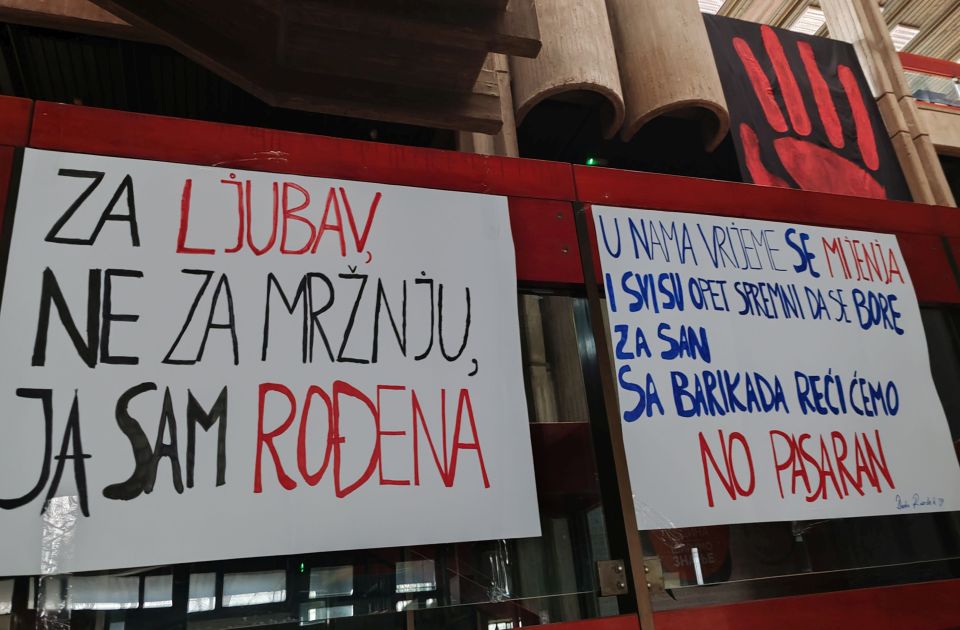 ZA LJUBAV,
NE ZA MRŽNJU,
JA SAM ROĐENA
U NAMA VRIJEME SE MIJENJA
I SVI SU OPET SPREMNI DA SE BORE
ZA SAN
SA BARIKADA REĆI ĆEMO
NO PASARAN